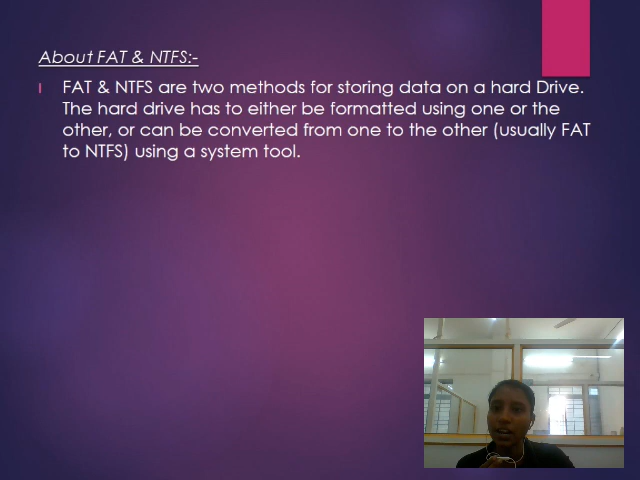 About FAT & NTFS:-
FAT & NTFS are two methods for storing data on a hard Drive.
The hard drive has to either be formatted using one or the
other, or can be converted from one to the other (usually FAT
to NTFS) using a system tool.